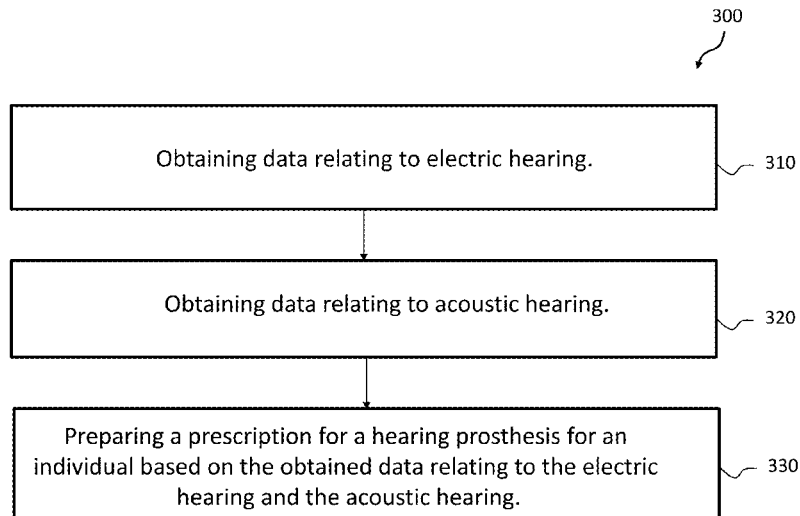 300
Obtaining data relating to electric hearing.
310
Obtaining data relating to acoustic hearing.
320
Preparing a prescription for a hearing prosthesis for an
individual based on the obtained data relating to the electric
hearing and the acoustic hearing.
330